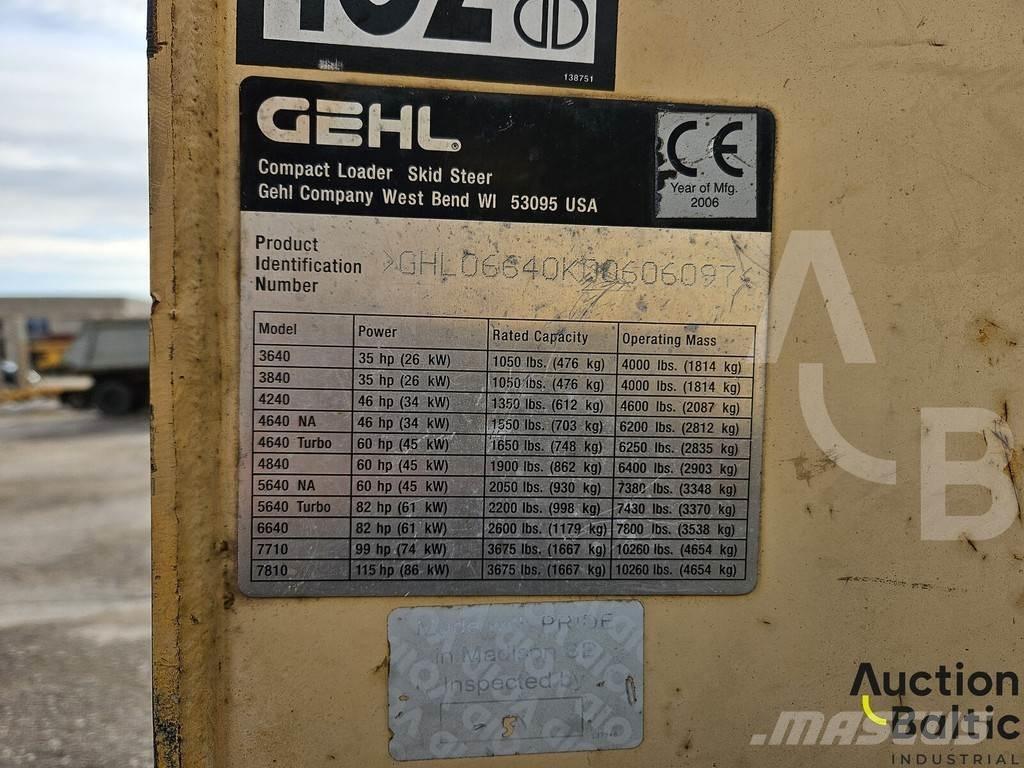 102
138751
GEHL®
Compact Loader Skid Steer
Gehl Company West Bend WI 53095 USA
CE
Year of Mfg.
2006
Product
Identification
Number
GHL06640K00606097
Model Power Rated Capacity Operating Mass
3640 35 hp (26 kW) 1050 lbs. (476 kg) 4000 lbs. (1814 kg)
3840 35 hp (26 kW) 1050 lbs. (476 kg) 4000 lbs. (1814 kg)
4240 46 hp (34 kW) 1350 lbs. (612 kg) 4600 lbs. (2087 kg)
4640 NA 46 hp (34 kW) 1550 lbs. (703 kg) 6200 lbs. (2812 kg)
4640 Turbo 60 hp (45 kW) 1650 lbs. (748 kg) 6250 lbs. (2835 kg)
4840 60 hp (45 kW) 1900 lbs. (862 kg) 6400 lbs. (2903 kg)
5640 NA 60 hp (45 kW) 2050 lbs. (930 kg) 7380 lbs. (3348 kg)
5640 Turbo 82 hp (61 kW) 2200 lbs. (998 kg) 7430 lbs. (3370 kg)
6640 82 hp (61 kW) 2600 lbs. (1179 kg) 7800 lbs. (3538 kg)
7710 99 hp (74 kW) 3675 lbs. (1667 kg) 10260 lbs. (4654 kg)
7810 115 hp (86 kW) 3675 lbs. (1667 kg) 10260 lbs. (4654 kg)
PRIDE
in Madison SD
Inspected by
5
AB
Auction
Baltic
INDUSTRIAL
MASCUS